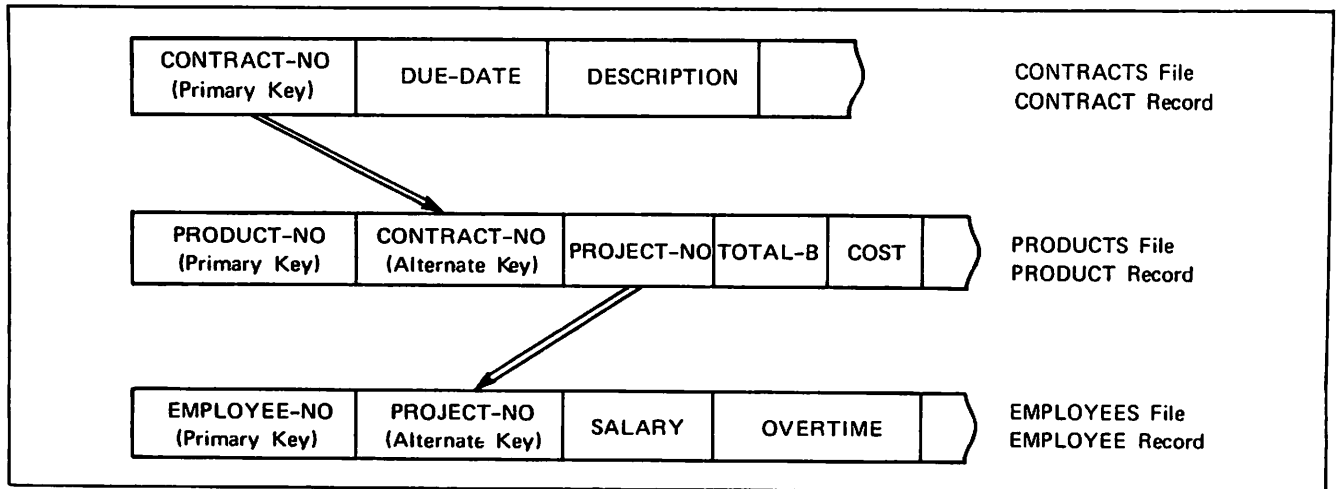 CONTRACT-NO
(Primary Key)
DUE-DATE
DESCRIPTION
CONTRACTS File
CONTRACT Record
PRODUCT-NO
(Primary Key)
CONTRACT-NO
(Alternate Key)
PROJECT-NO
TOTAL-B
COST
PRODUCTS File
PRODUCT Record
EMPLOYEE-NO
(Primary Key)
PROJECT-NO
(Alternate Key)
SALARY
OVERTIME
EMPLOYEES File
EMPLOYEE Record